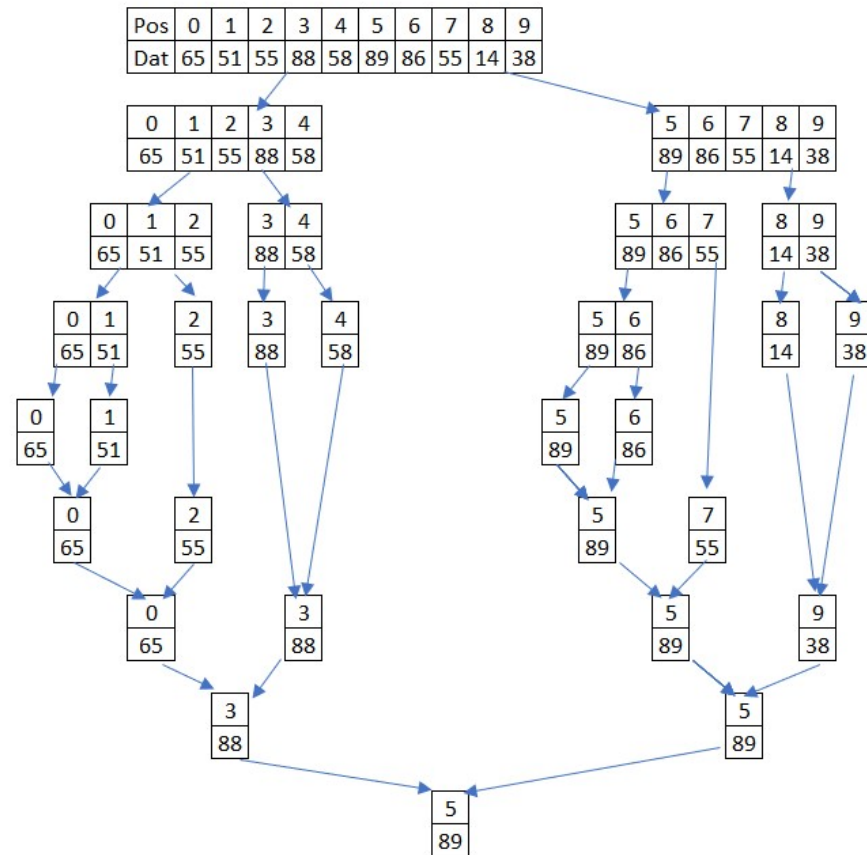 Pos 0 1 2 3 4 5 6 7 8 9
Dat 65 51 55 88 58 89 86 55 14 38
0 1 2 3 4 5 6 7 8 9
65 51 55 88 58 89 86 55 14 38
0 1 2 3 4 5 6 7 8 9
65 51 55 88 58 89 86 55 14 38
0 1 2 3 4 5 6 8 9
65 51 55 88 58 89 86 14 38
0 1 5 6
65 51 89 86
0 2 5 7
65 55 89 55
0 3 5 9
65 88 89 38
3 5
88 89
5
89